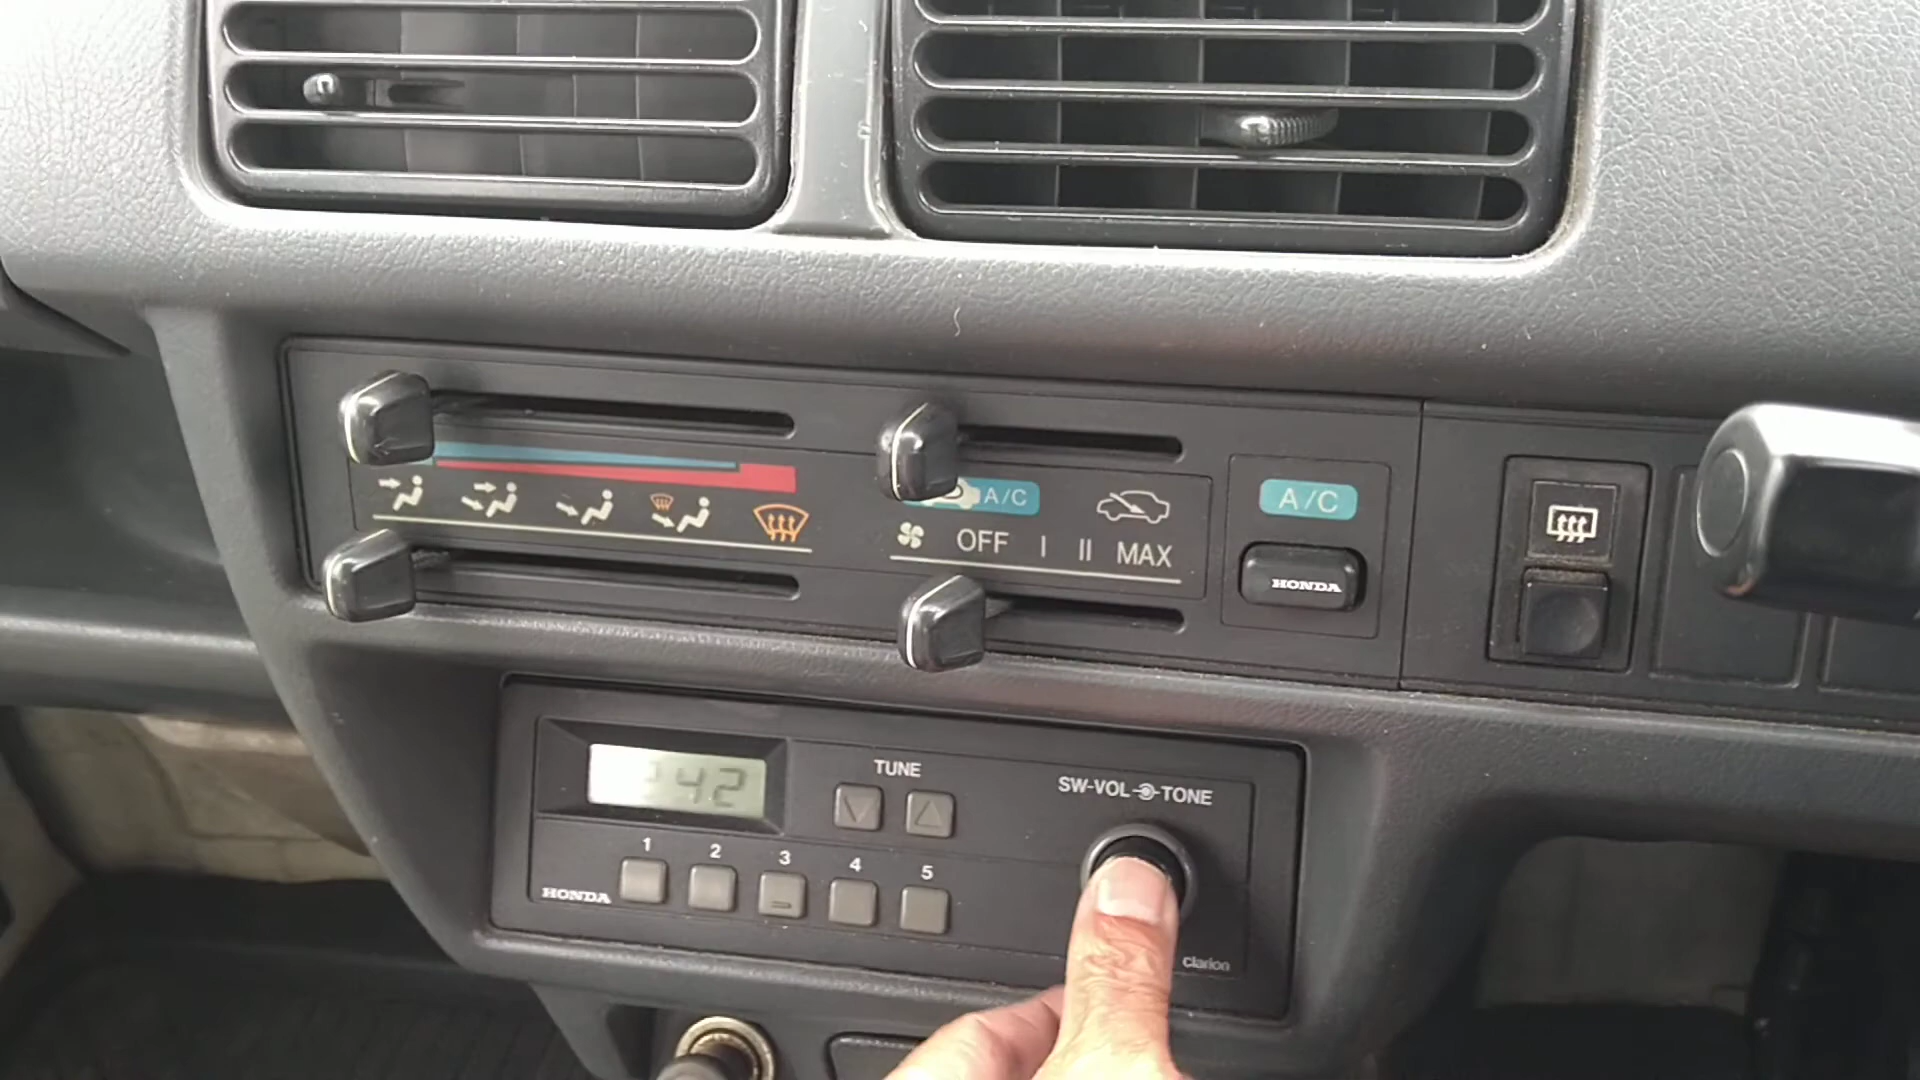 A/C
A/C
OFF I II MAX
HONDA
TUNE
SW-VOL TONE
42
1 2 3 4 5
HONDA
clarion